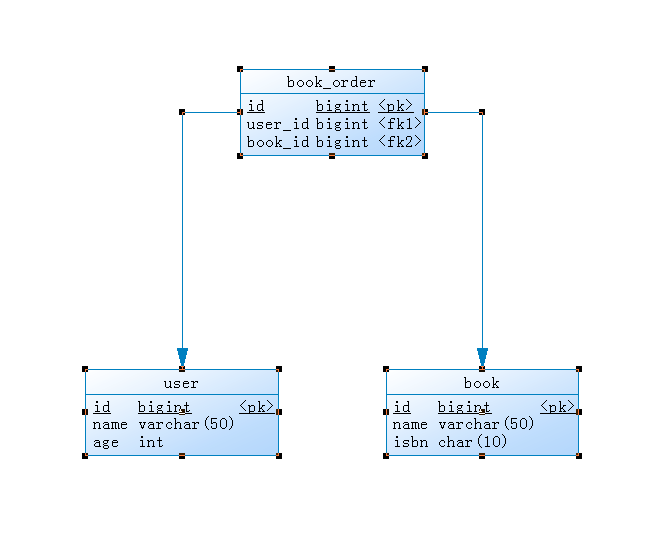 book_order
id bigint <pk>
user_id bigint <fk1>
book_id bigint <fk2>
user
id bigint <pk>
name varchar(50)
age int
book
id bigint <pk>
name varchar(50)
isbn char(10)